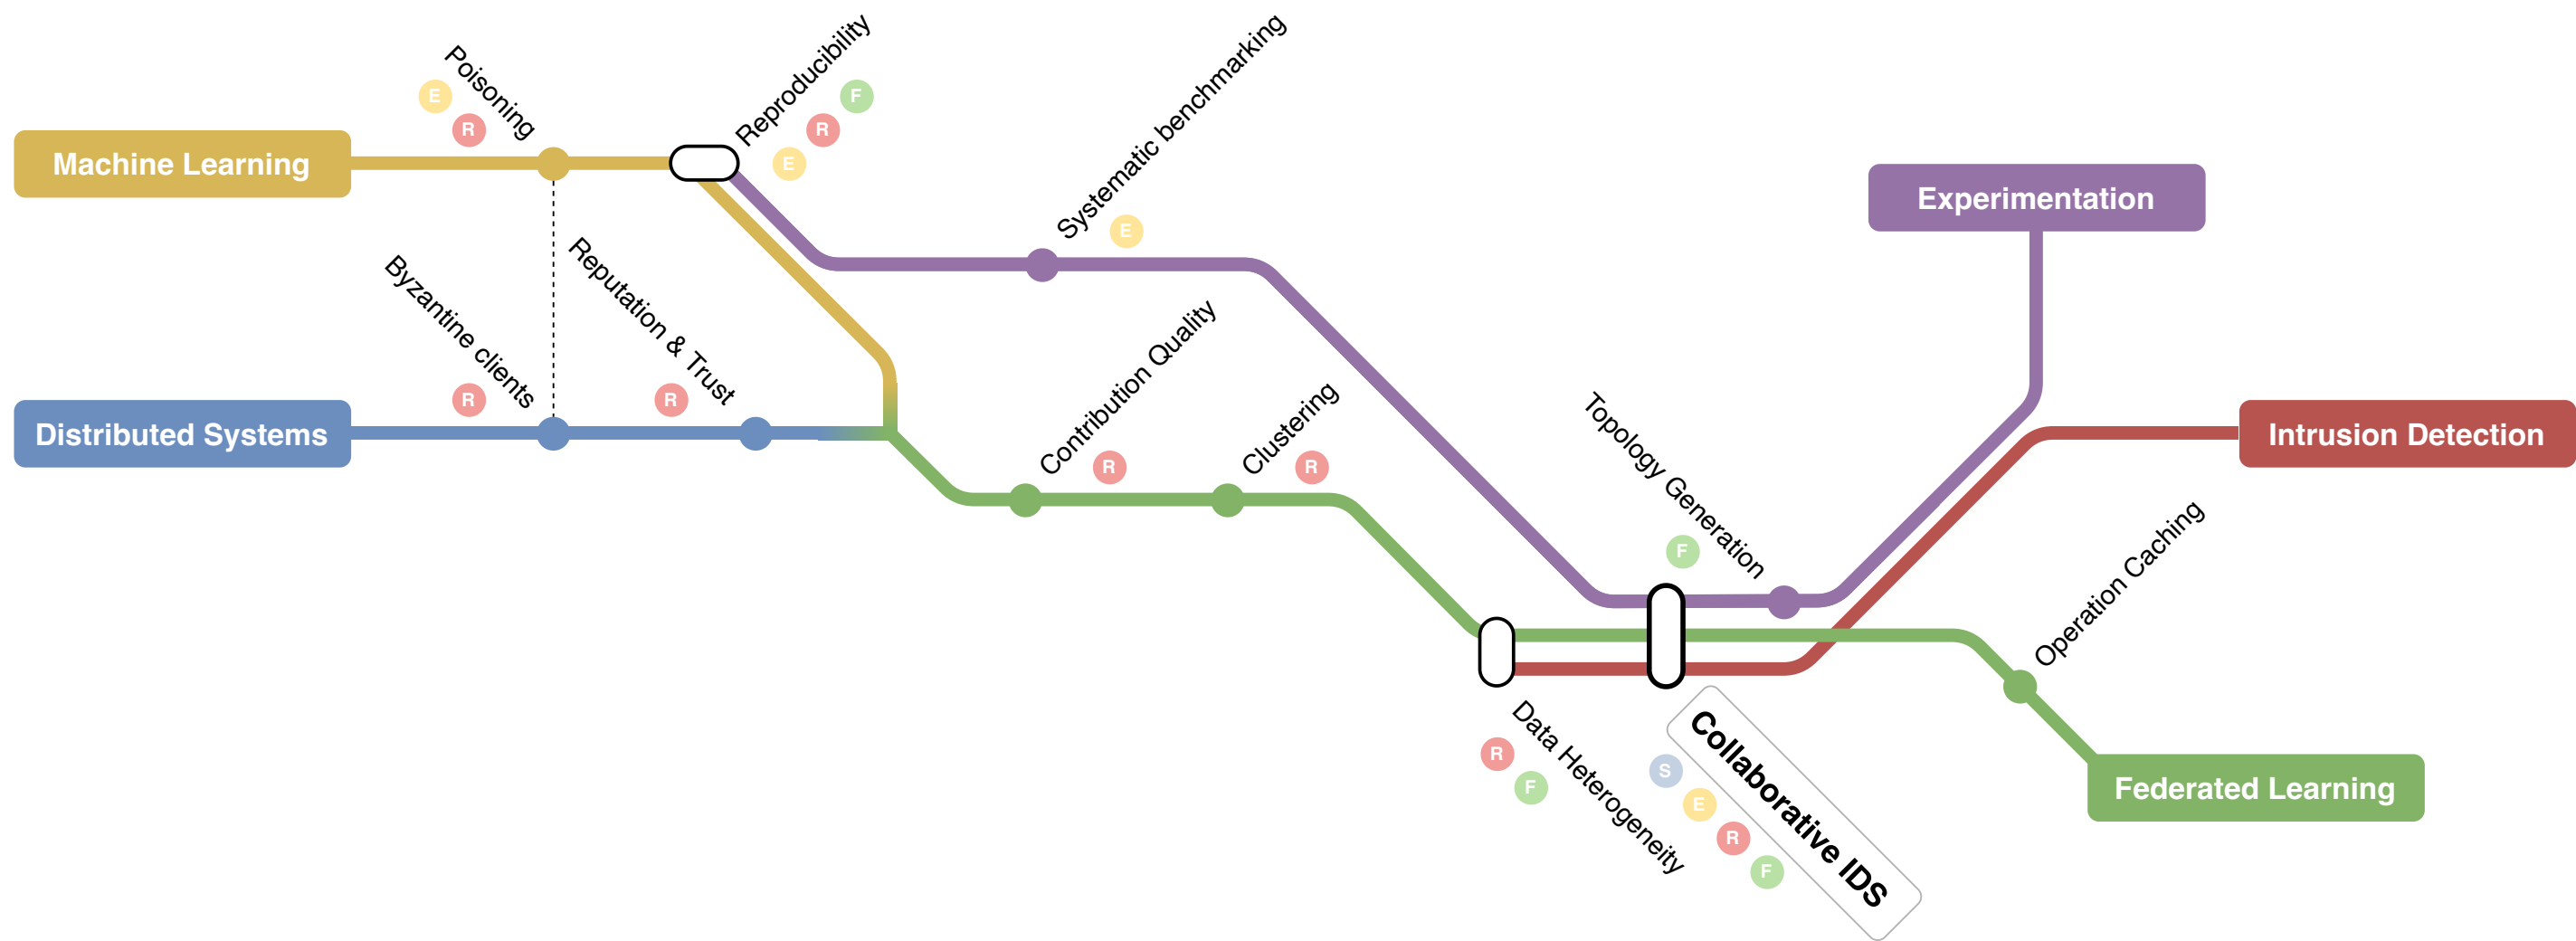 Poisoning
E
R
Reproducibility
F
R
E
Machine Learning
Systematic benchmarking
E
Experimentation
Byzantine clients
R
Reputation & Trust
R
Distributed Systems
Contribution Quality
R
Clustering
R
Topology Generation
F
Intrusion Detection
Operation Caching
Data Heterogeneity
R
F
Collaborative IDS
S
E
R
F
Federated Learning